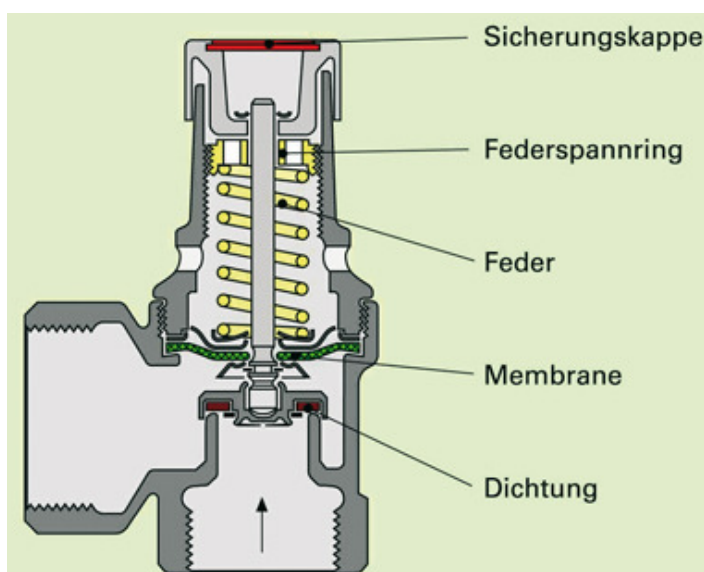 Sicherungskappe
Federspannring
Feder
Membrane
Dichtung